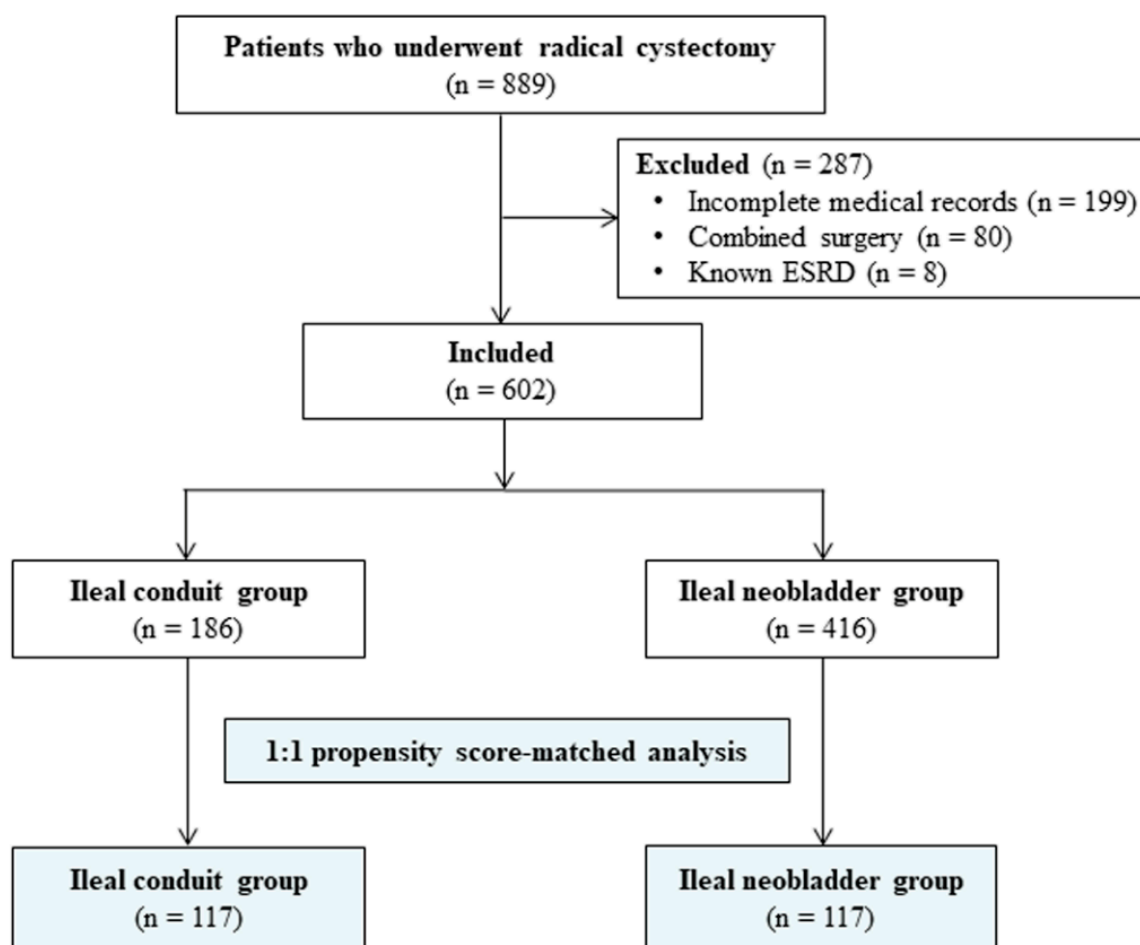 Patients who underwent radical cystectomy
(n = 889)
Excluded (n = 287)
• Incomplete medical records (n = 199)
• Combined surgery (n = 80)
• Known ESRD (n = 8)
Included
(n = 602)
Ileal conduit group
(n = 186)
Ileal neobladder group
(n = 416)
1:1 propensity score-matched analysis
Ileal conduit group
(n = 117)
Ileal neobladder group
(n = 117)